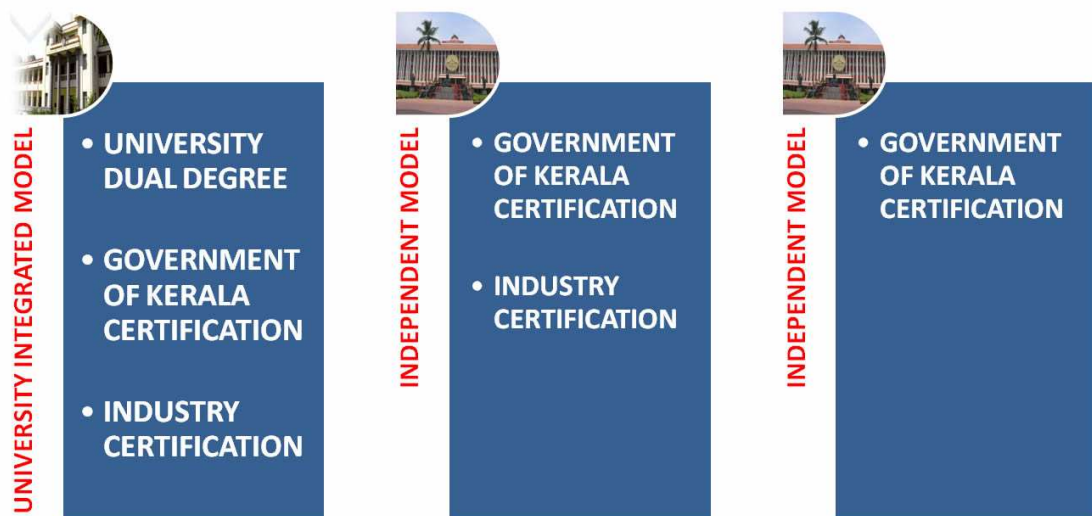 UNIVERSITY INTEGRATED MODEL
• UNIVERSITY
DUAL DEGREE
• GOVERNMENT
OF KERALA
CERTIFICATION
• INDUSTRY
CERTIFICATION
INDEPENDENT MODEL
• GOVERNMENT
OF KERALA
CERTIFICATION
• INDUSTRY
CERTIFICATION
INDEPENDENT MODEL
• GOVERNMENT
OF KERALA
CERTIFICATION